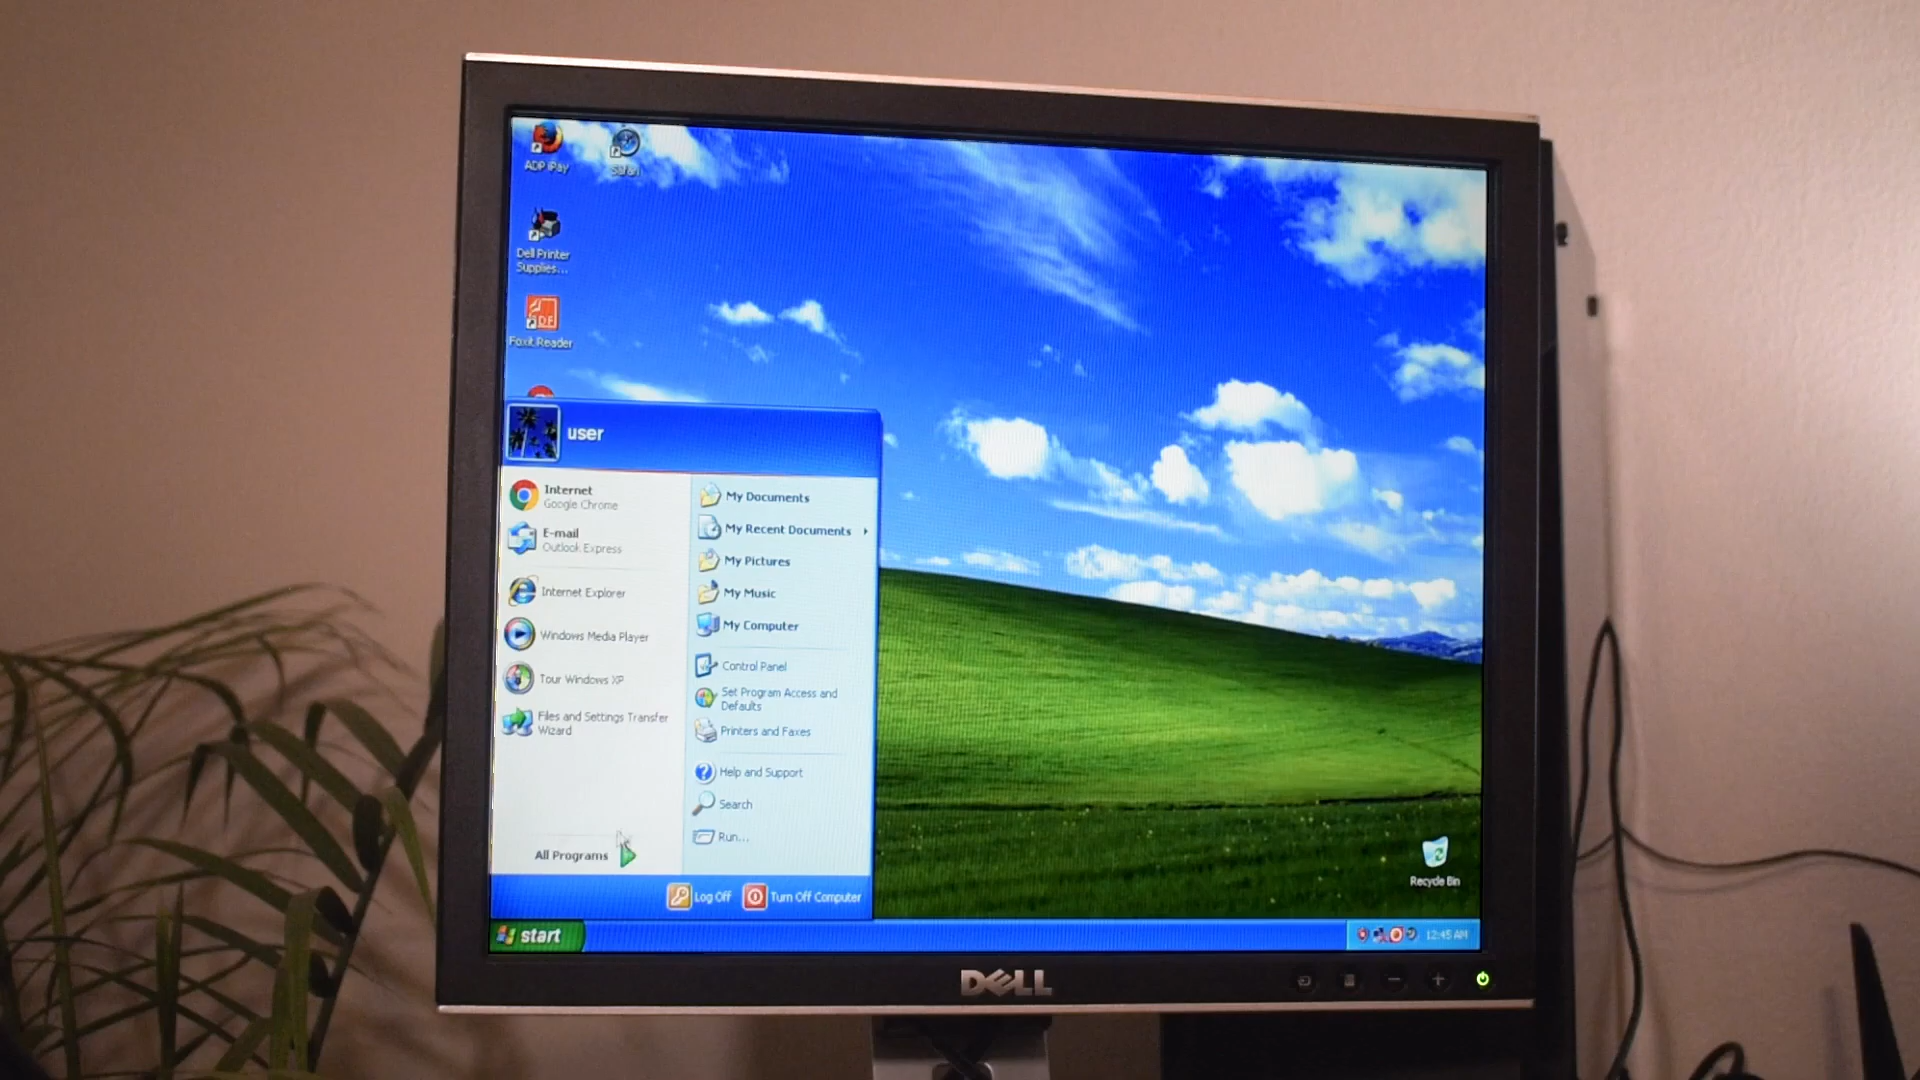 ADP iPay
Safari
Dell Printer
Supplies...
Foxit Reader
user
Internet
Google Chrome
E-mail
Outlook Express
Internet Explorer
Windows Media Player
Tour Windows XP
Files and Settings Transfer
Wizard
All Programs
My Documents
My Recent Documents
My Pictures
My Music
My Computer
Control Panel
Set Program Access and
Defaults
Printers and Faxes
Help and Support
Search
Run...
Log Off
Turn Off Computer
Recycle Bin
start
12:45 AM
DELL